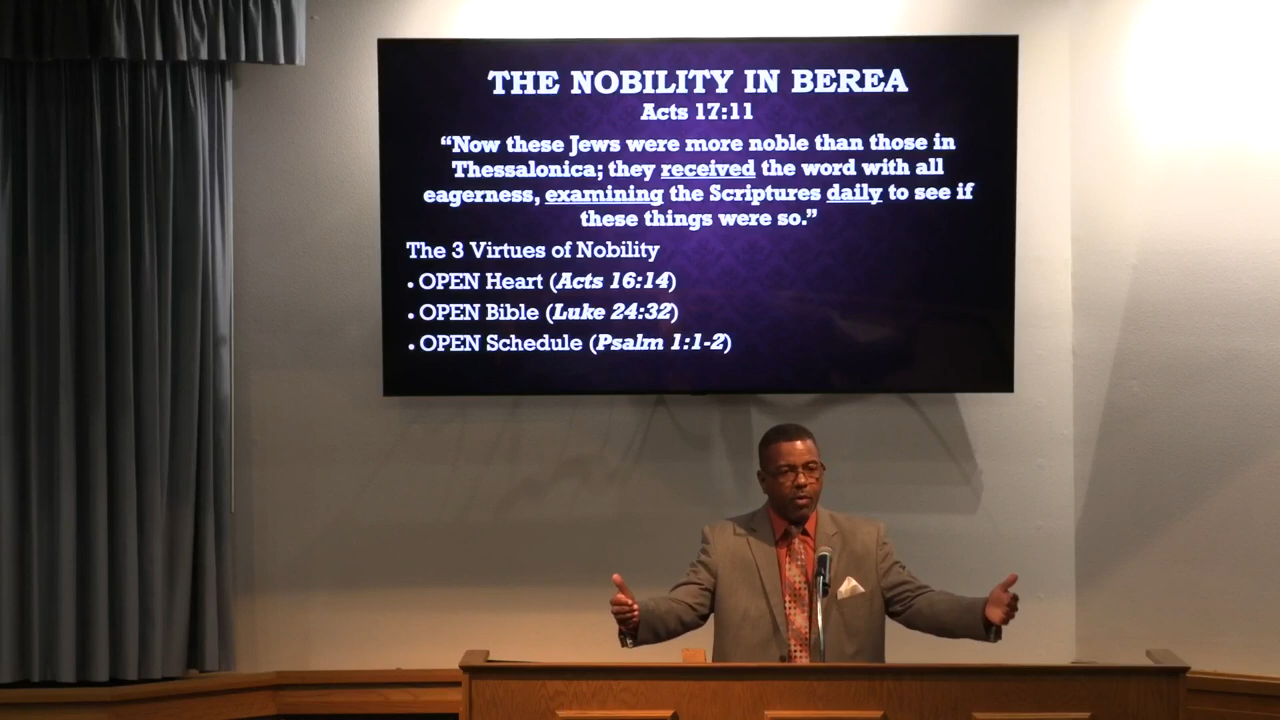 THE NOBILITY IN BEREA
Acts 17:11
“Now these Jews were more noble than those in
Thessalonica; they received the word with all
eagerness, examining the Scriptures daily to see if
these things were so.”
The 3 Virtues of Nobility
• OPEN Heart (Acts 16:14)
• OPEN Bible (Luke 24:32)
• OPEN Schedule (Psalm 1:1-2)